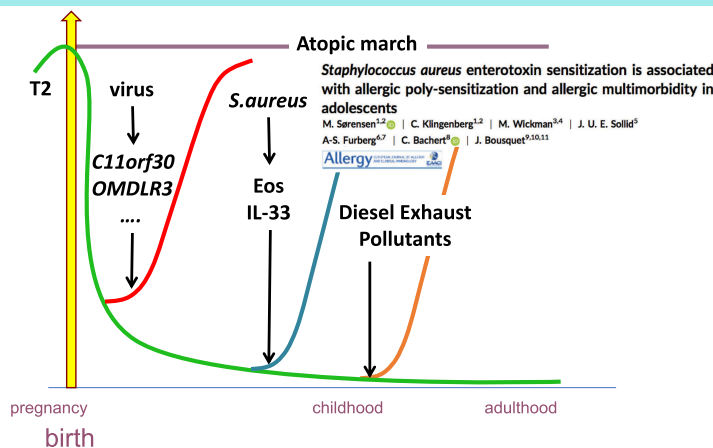 Atopic march
T2
virus
C11orf30
OMDLR3
....
S.aureus
Eos
IL-33
Staphylococcus aureus enterotoxin sensitization is associated
with allergic poly-sensitization and allergic multimorbidity in
adolescents
M. Sørensen1,2 | C. Klingenberg1,2 | M. Wickman3,4 | J. U. E. Sollid5
A-S. Furberg6,7 | C. Bachert8 | J. Bousquet9,10,11
Allergy
EAACI
Diesel Exhaust
Pollutants
pregnancy
birth
childhood
adulthood